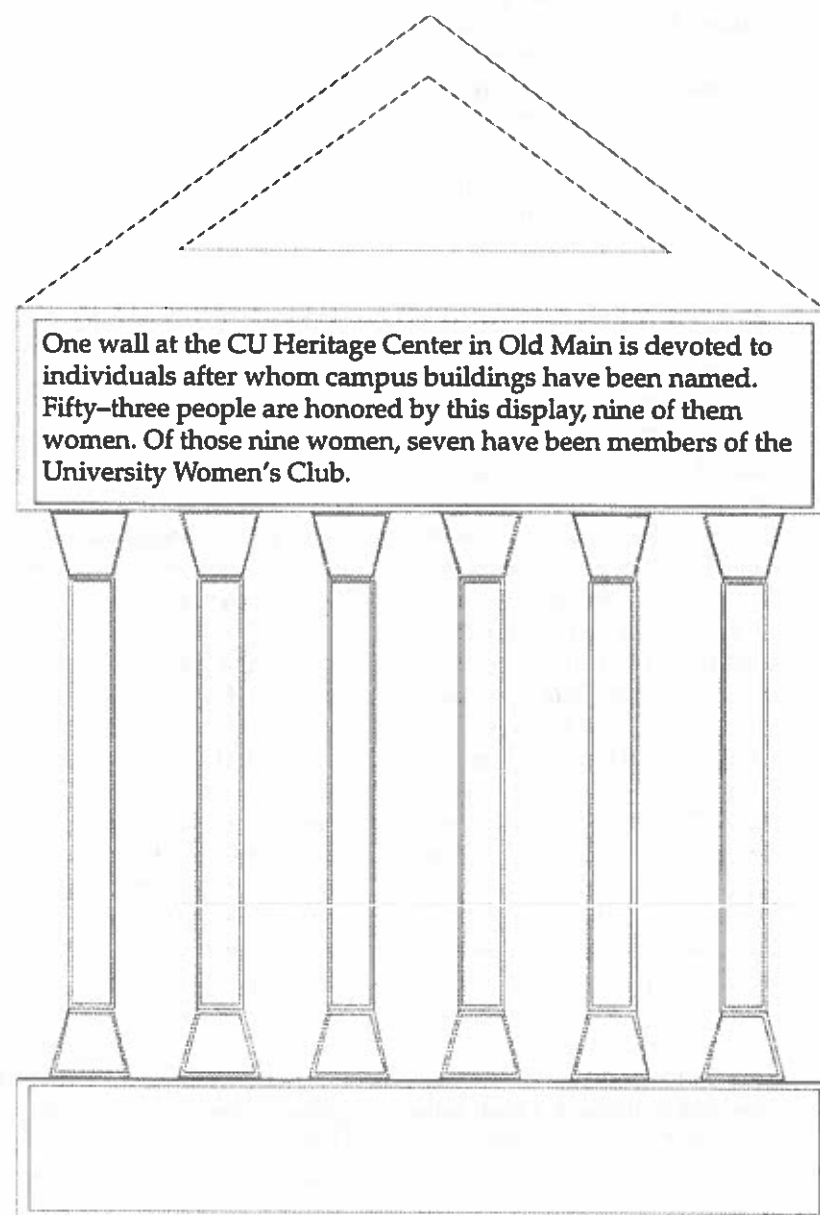 One wall at the CU Heritage Center in Old Main is devoted to
individuals after whom campus buildings have been named.
Fifty–three people are honored by this display, nine of them
women. Of those nine women, seven have been members of the
University Women's Club.